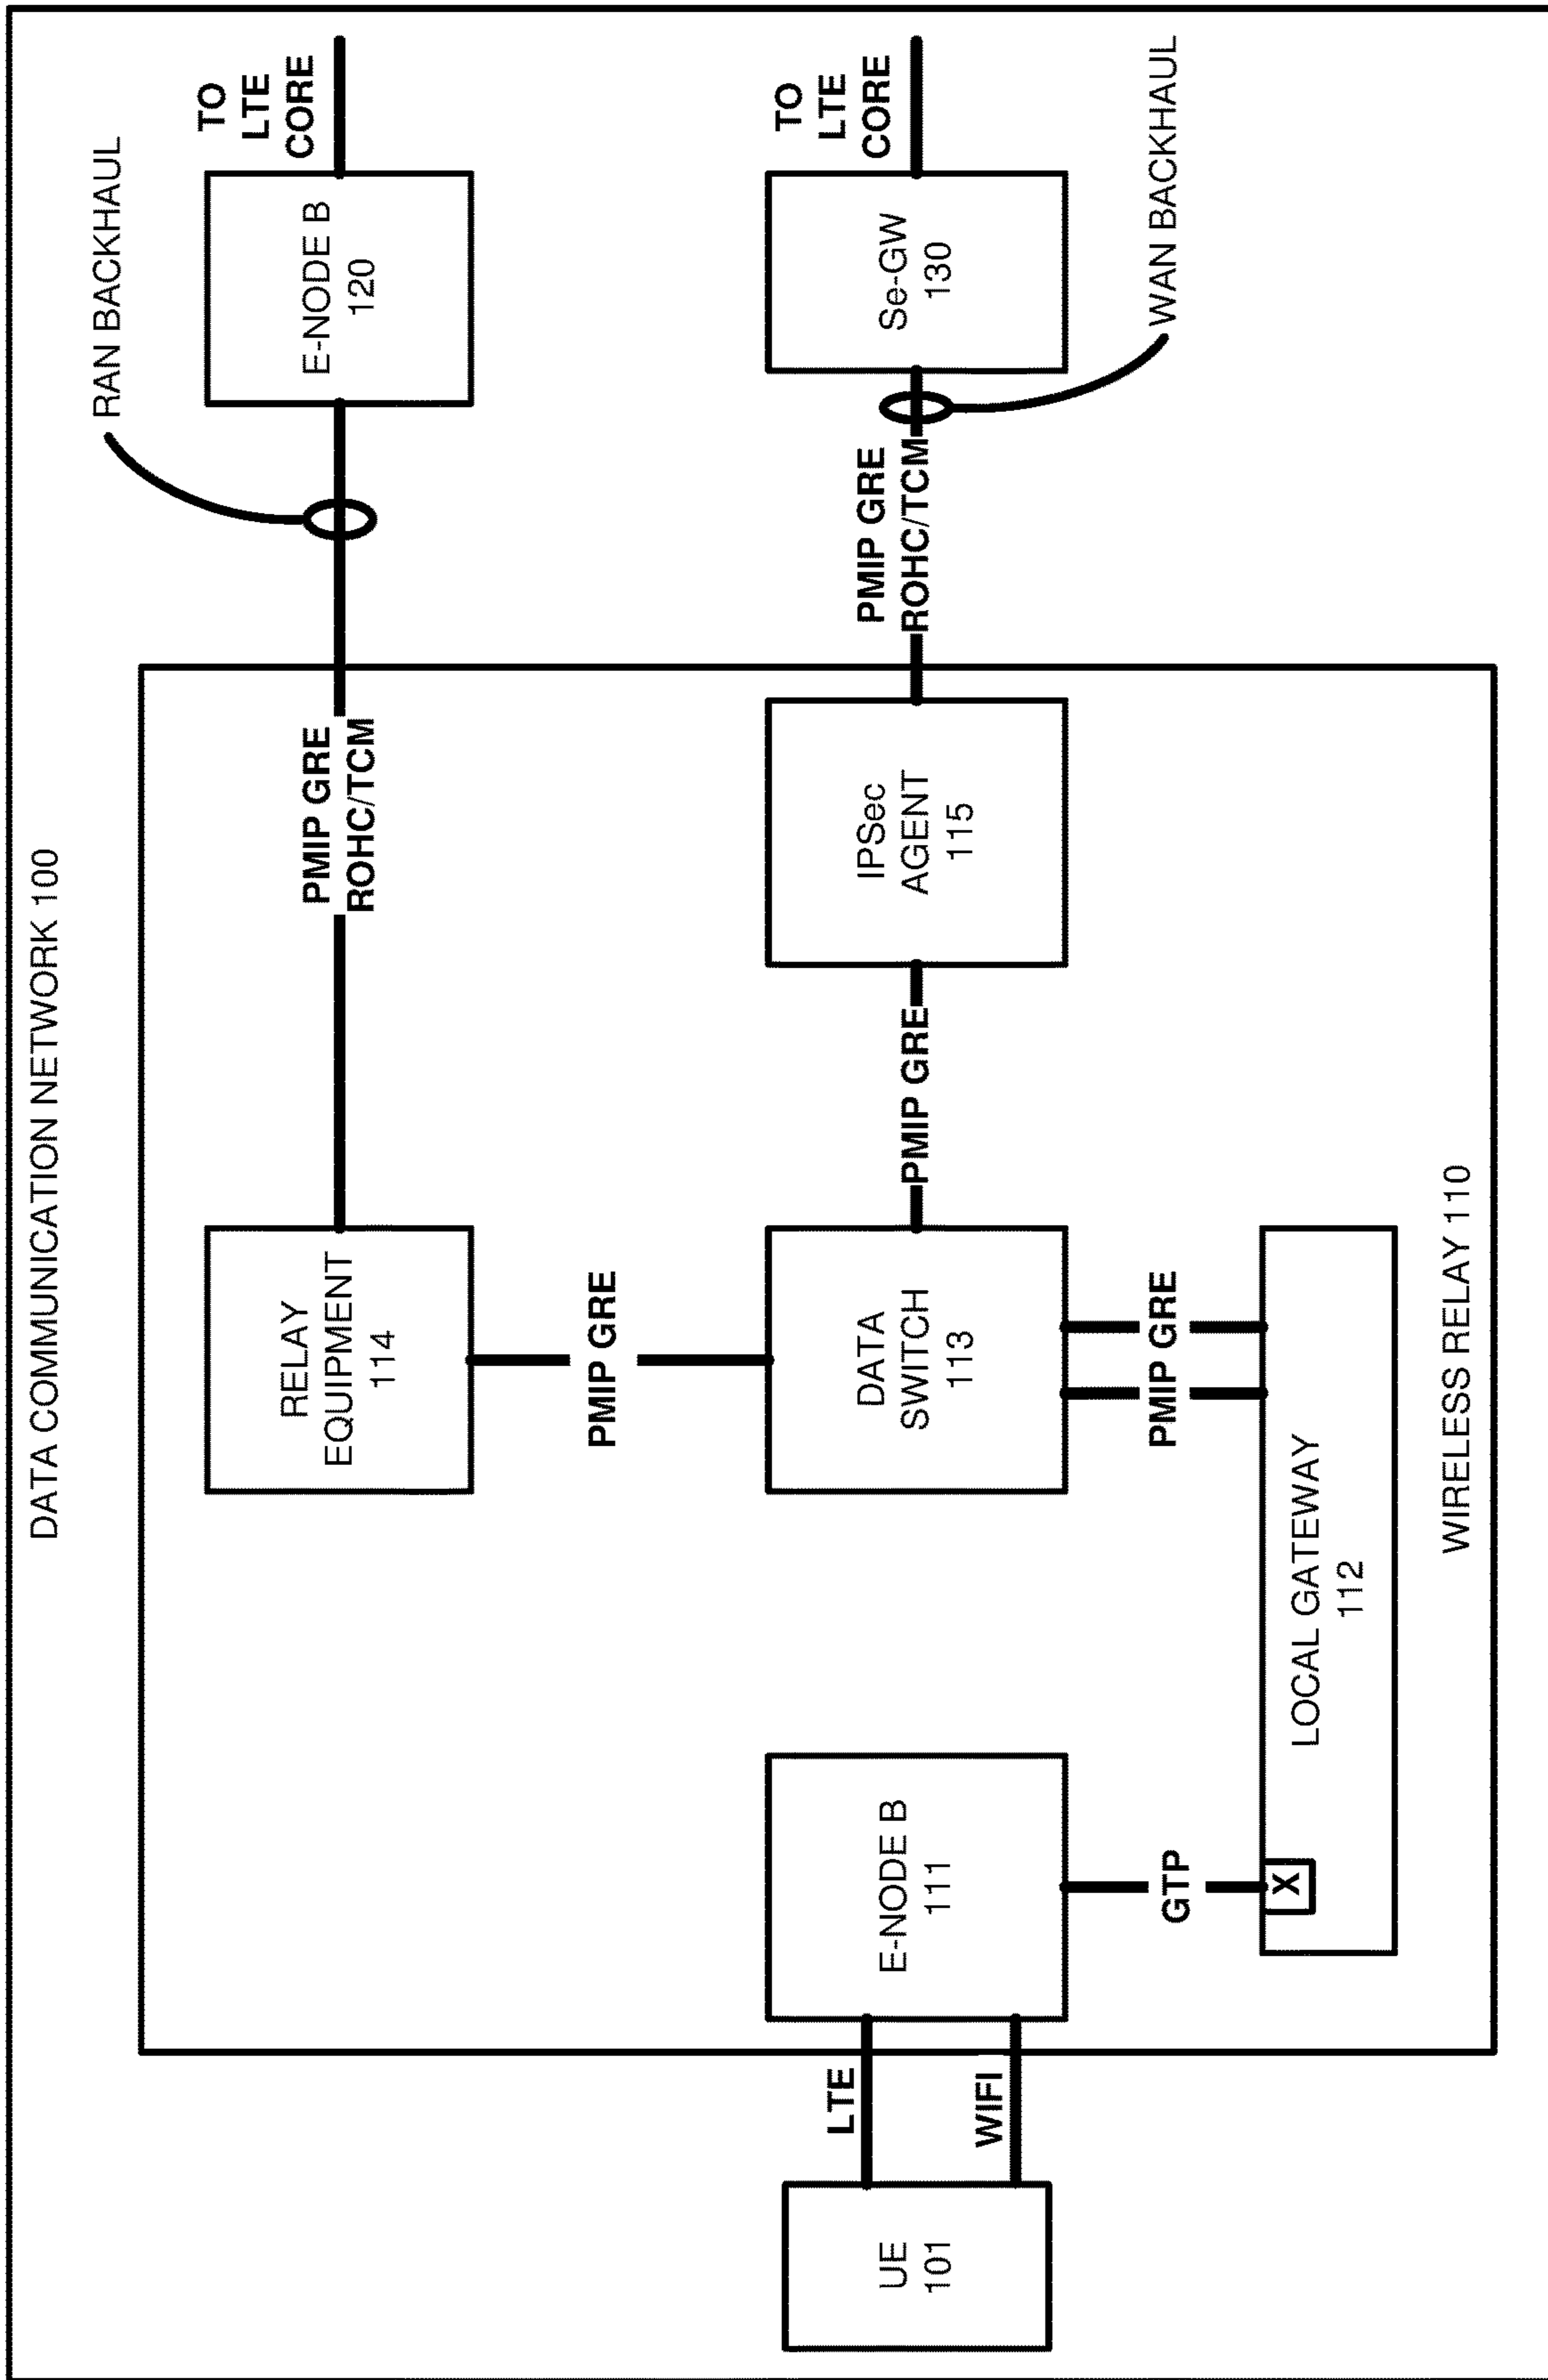 DATA COMMUNICATION NETWORK 100
RAN BACKHAUL
TO
LTE
CORE
RELAY
EQUIPMENT
114
PMIP GRE
ROHC/TCM
E-NODE B
120
PMIP GRE
TO
LTE
CORE
UE
101
LTE
WIFI
E-NODE B
111
DATA
SWITCH
113
PMIP GRE
IPSec
AGENT
115
PMIP GRE
ROHC/TCM
Se-GW
130
WAN BACKHAUL
GTP
PMIP GRE
X
LOCAL GATEWAY
112
WIRELESS RELAY 110